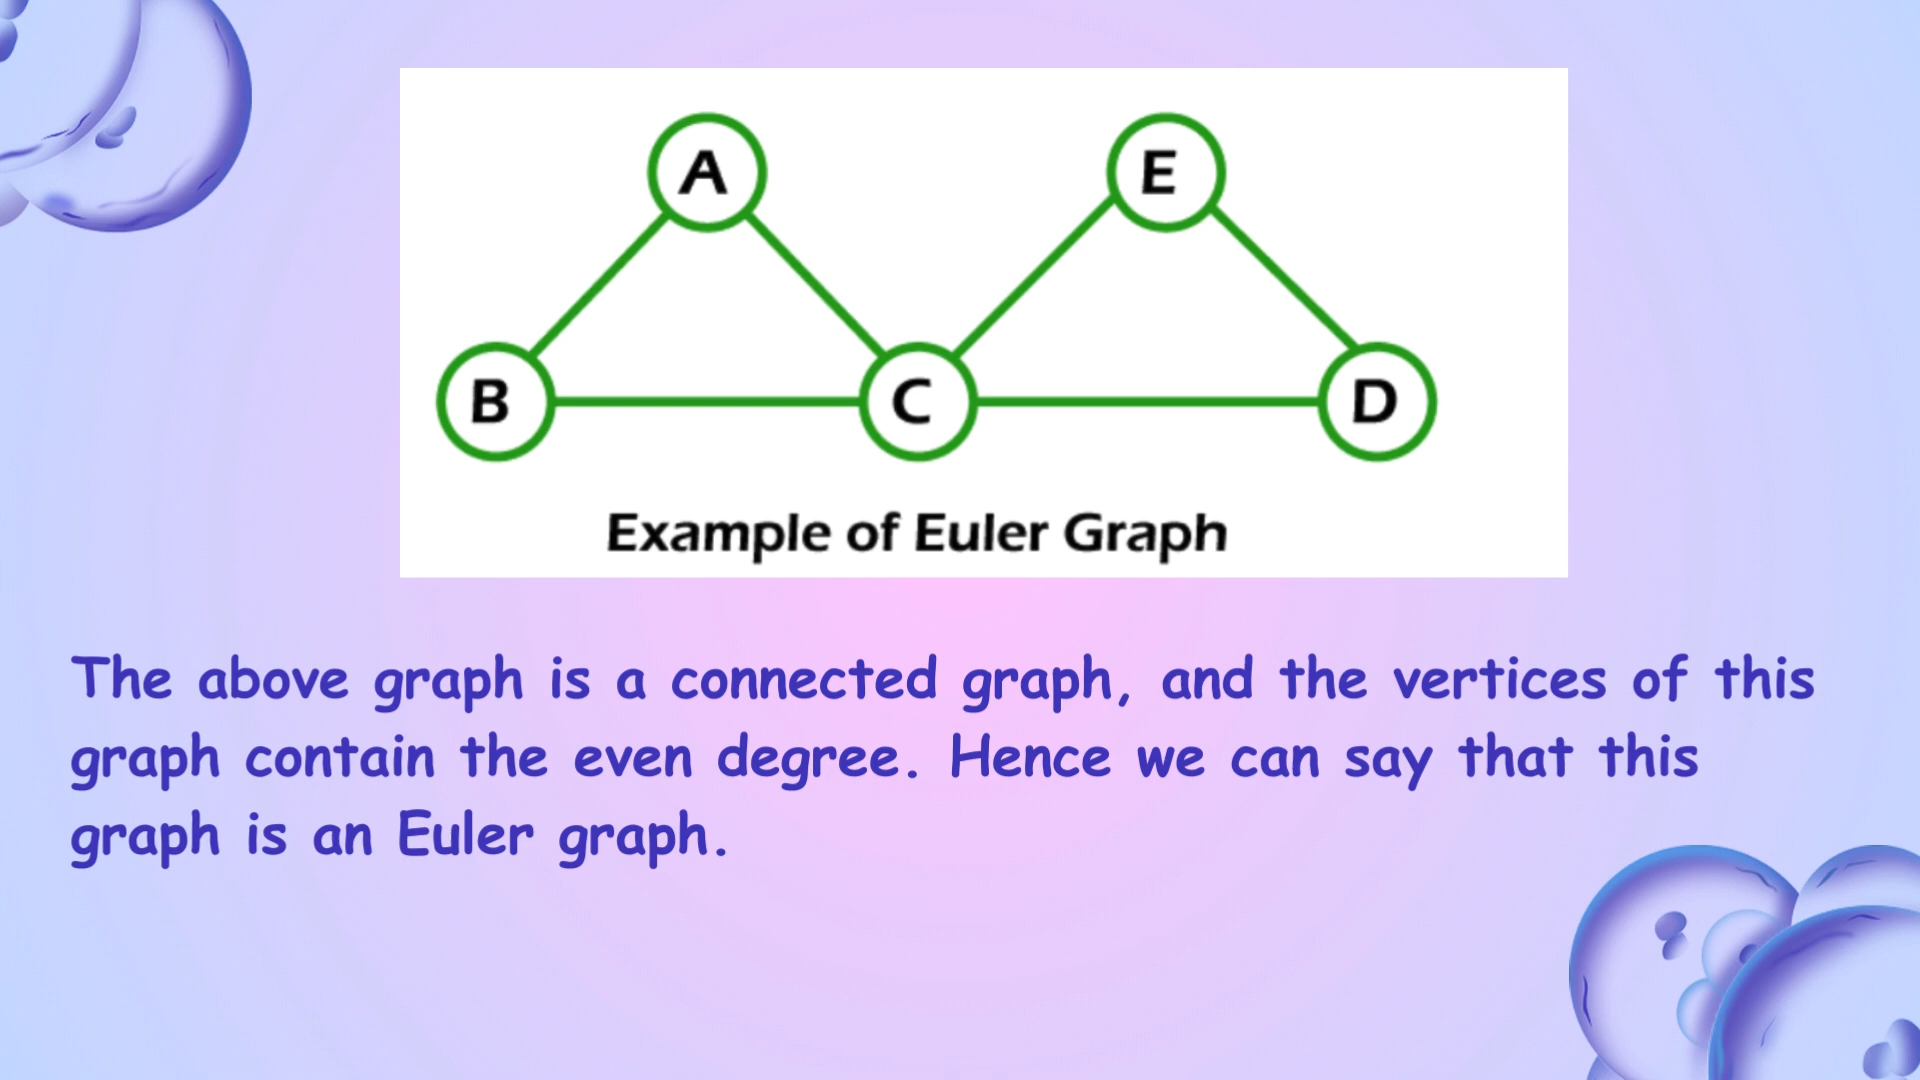 A
E
B
C
D
Example of Euler Graph
The above graph is a connected graph, and the vertices of this
graph contain the even degree. Hence we can say that this
graph is an Euler graph.